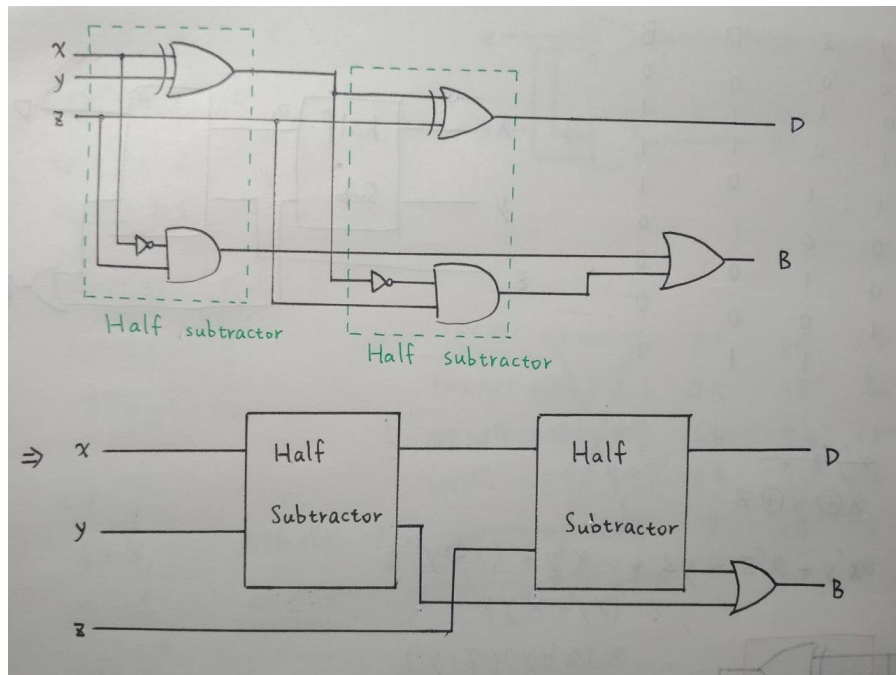 x
y
z
D
B
Half subtractor
Half subtractor
⇒ x
Half
Subtractor
Half
Subtractor
D
y
B
z